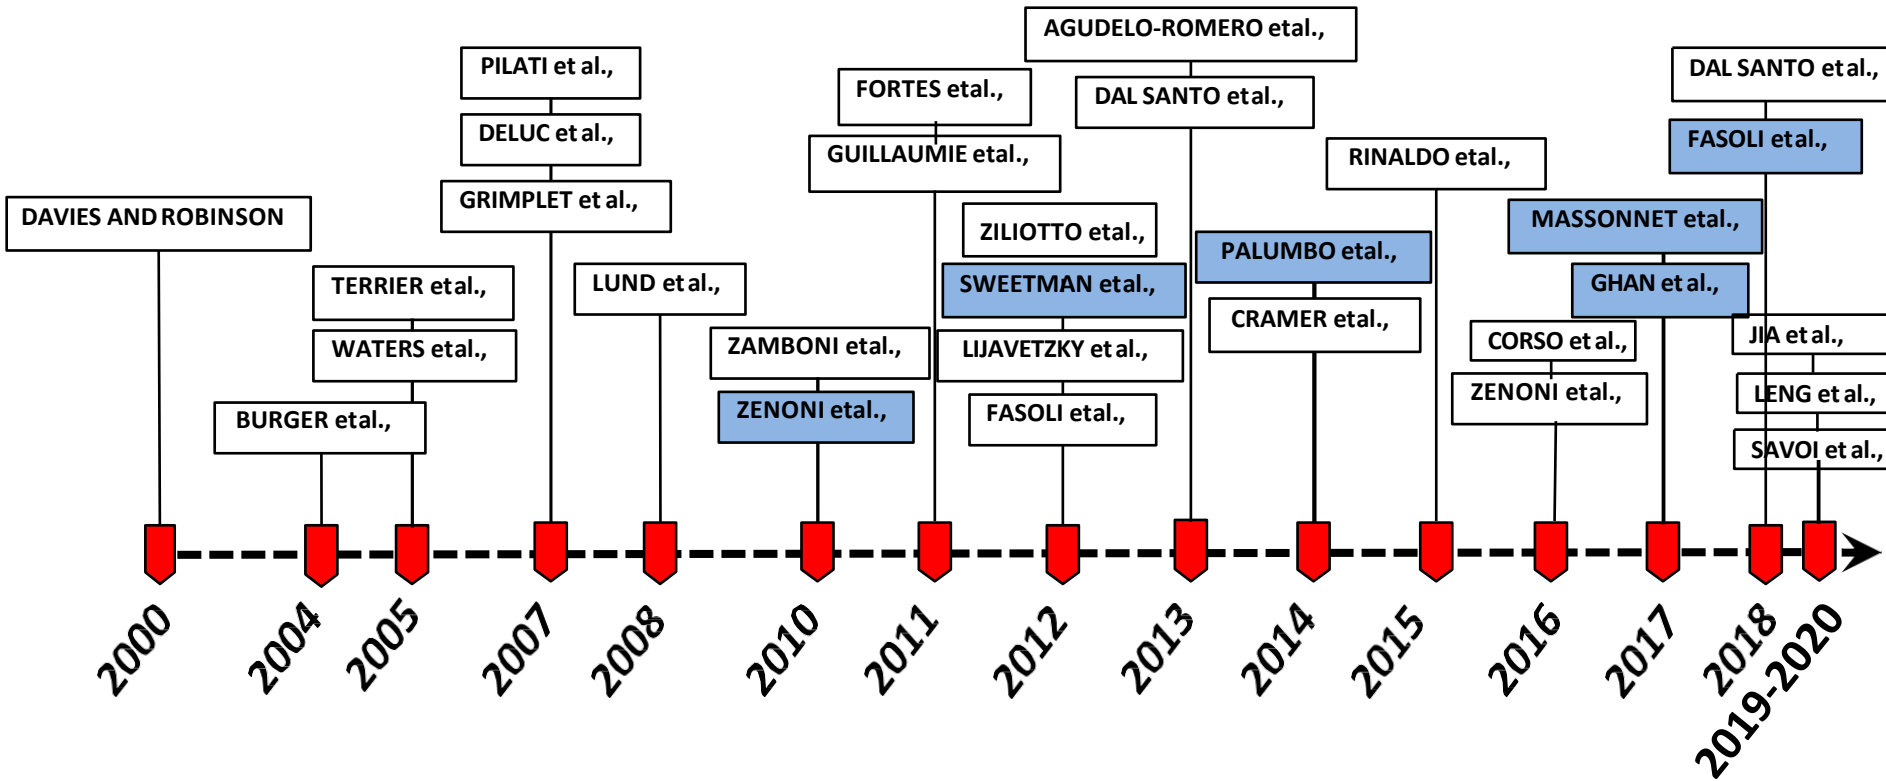 AGUDELO-ROMERO etal.,
PILATI et al.,
DAL SANTO et al.,
FORTES etal.,
DAL SANTO etal.,
DELUC et al.,
FASOLI etal.,
GUILLAUMIE etal.,
RINALDO etal.,
GRIMPLET et al.,
DAVIES AND ROBINSON
MASSONNET etal.,
ZILIOTTO etal.,
PALUMBO etal.,
TERRIER etal.,
LUND et al.,
SWEETMAN etal.,
GHAN et al.,
CRAMER etal.,
WATERS etal.,
ZAMBONI etal.,
LIJAVETZKY et al.,
CORSO et al.,
JIA et al.,
ZENONI etal.,
ZENONI etal.,
LENG et al.,
BURGER etal.,
FASOLI etal.,
SAVOI et al.,
2000
2004
2005
2007
2008
2010
2011
2012
2013
2014
2015
2016
2017
2018
2019-2020